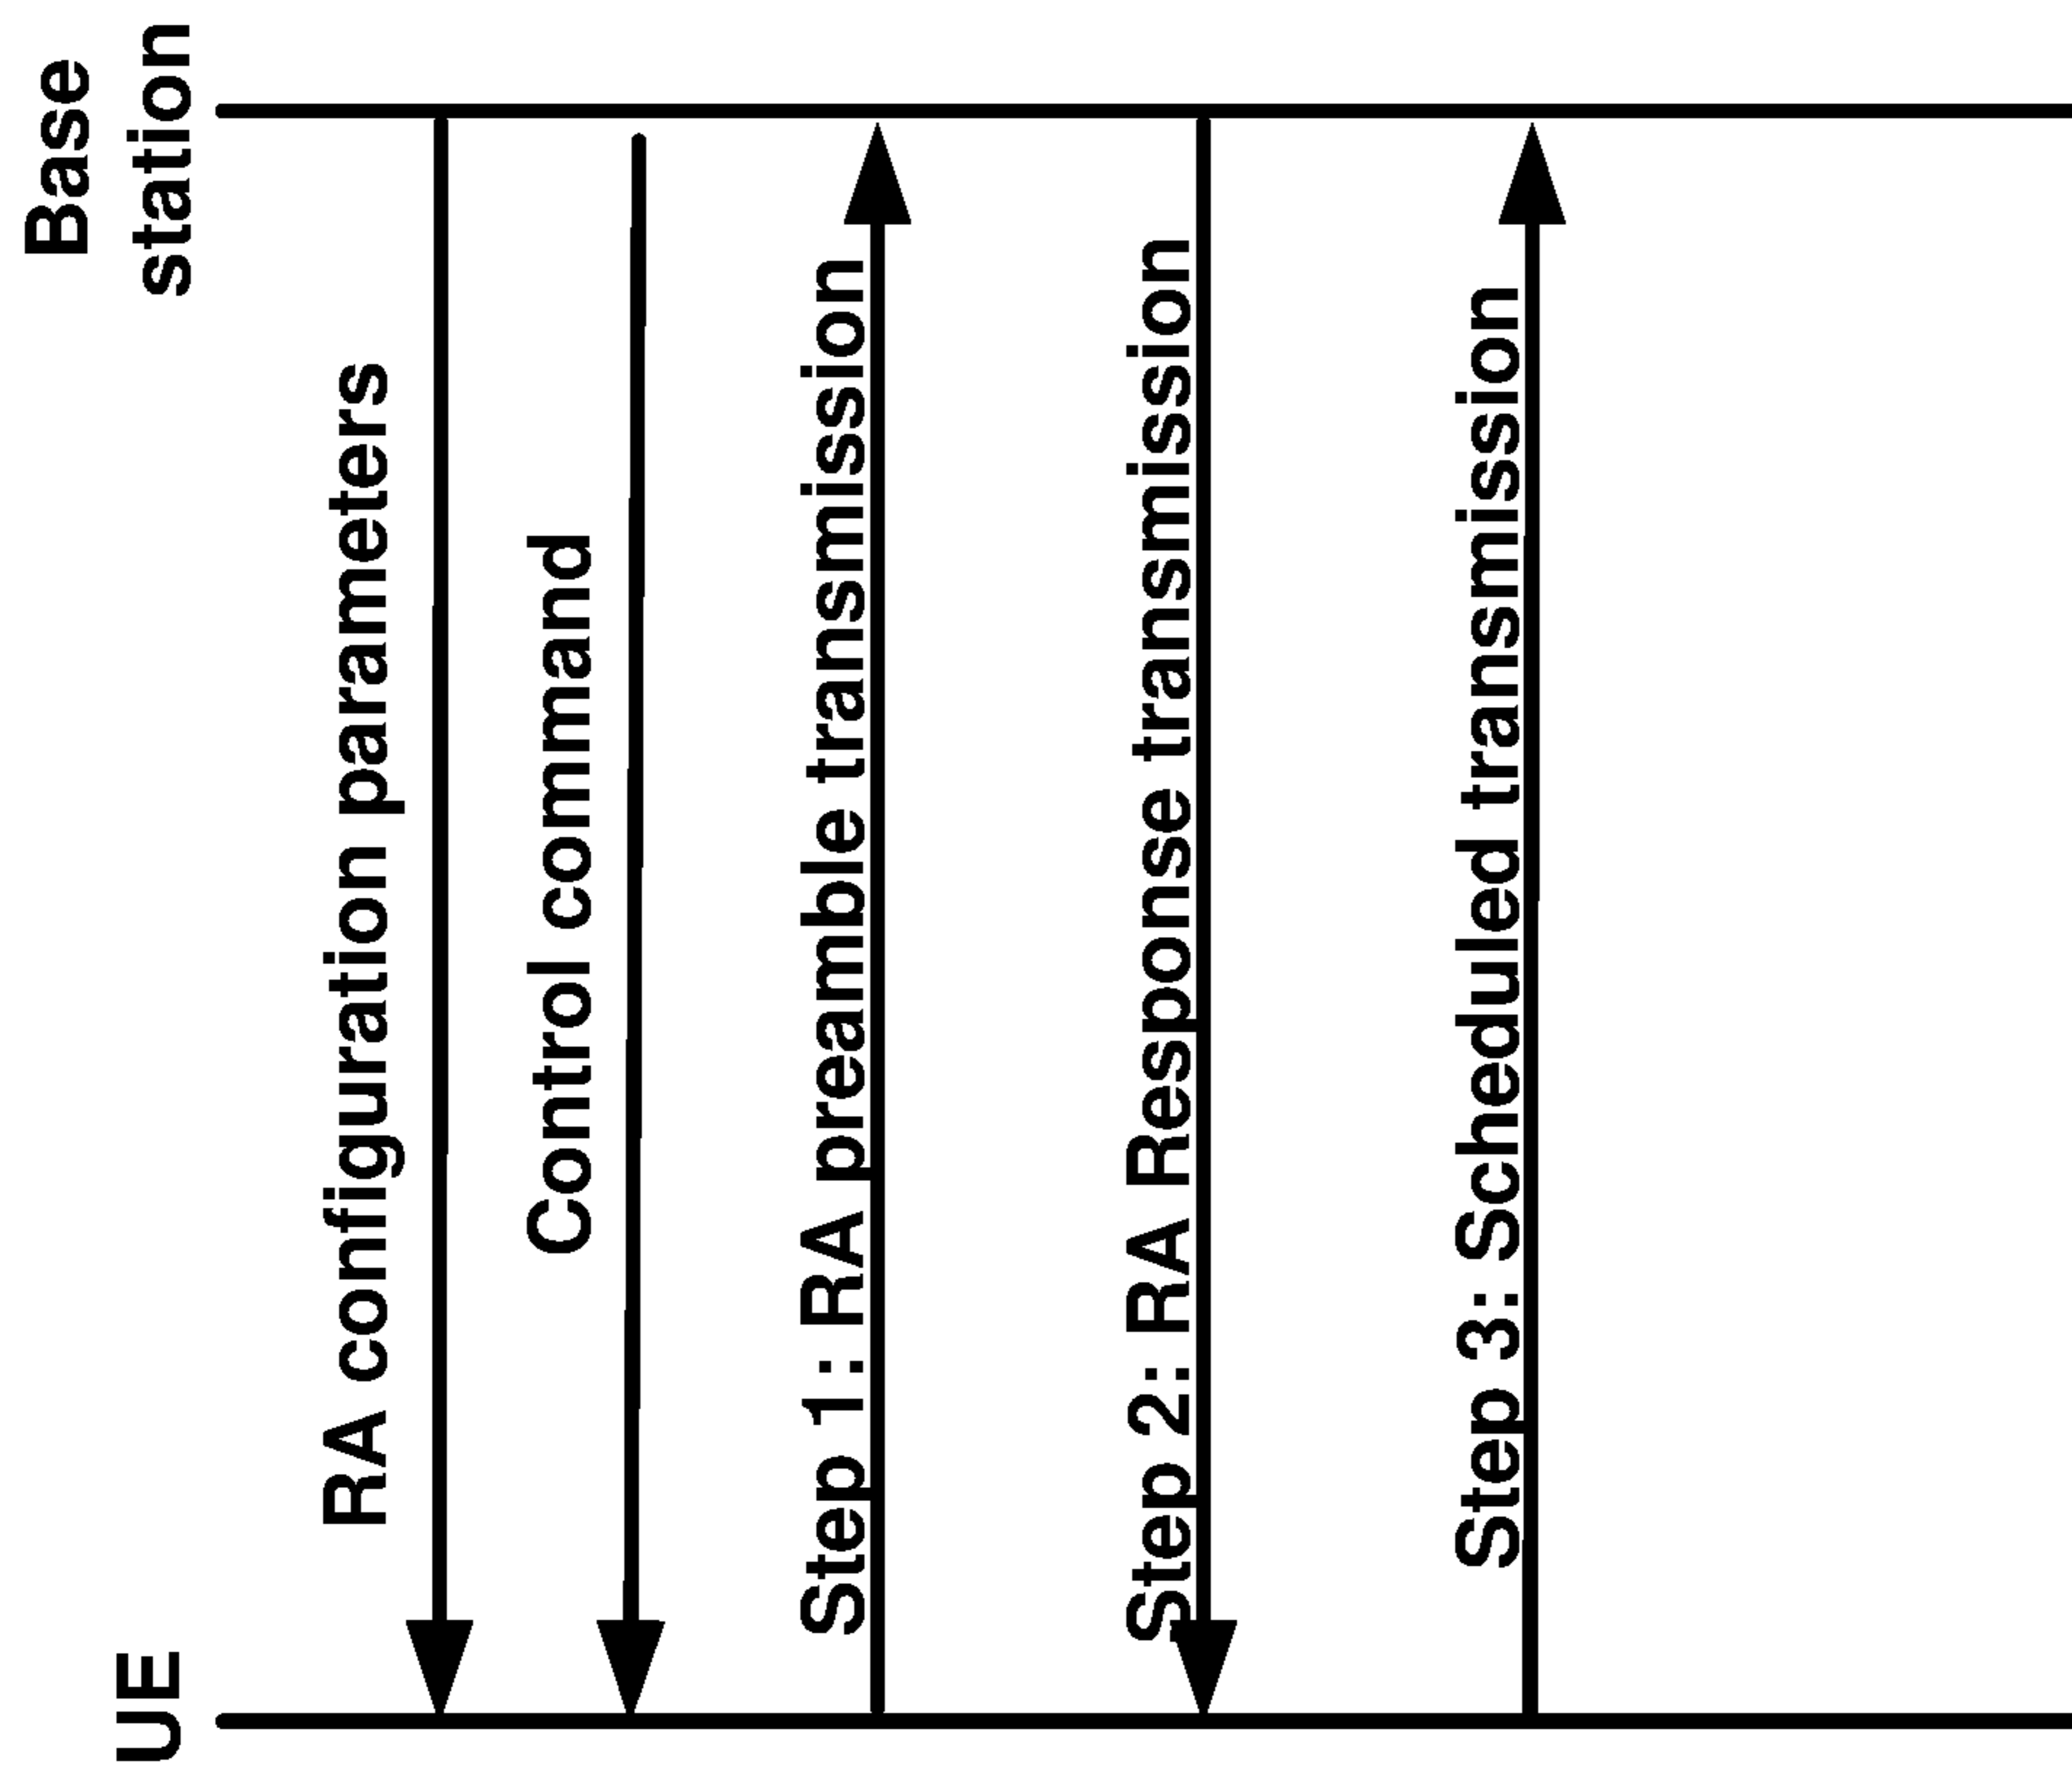 UE
Base
station
RA configuration parameters
Control command
Step 1: RA preamble transmission
Step 2: RA Response transmission
Step 3: Scheduled transmission